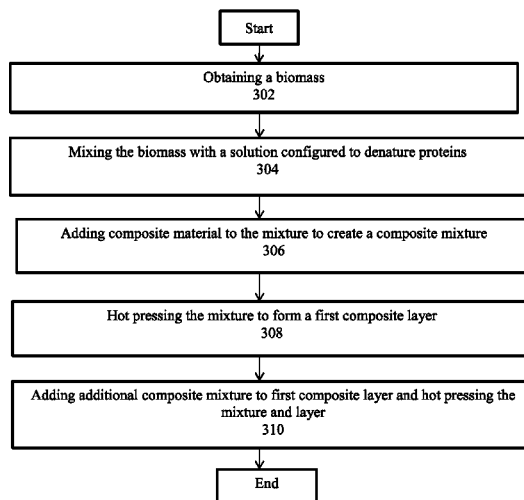 Start
Obtaining a biomass
302
Mixing the biomass with a solution configured to denature proteins
304
Adding composite material to the mixture to create a composite mixture
306
Hot pressing the mixture to form a first composite layer
308
Adding additional composite mixture to first composite layer and hot pressing the
mixture and layer
310
End